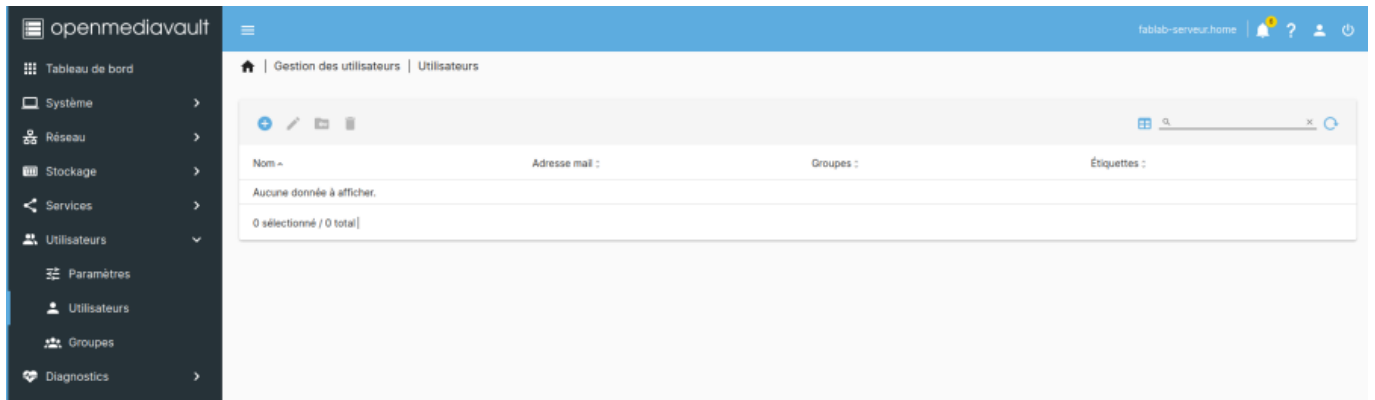 openmediavault
fablab-serveur.home
Tableau de bord
Gestion des utilisateurs | Utilisateurs
Système
Réseau
Stockage
Services
Utilisateurs
Paramètres
Utilisateurs
Groupes
Diagnostics
Nom
Adresse mail
Groupes
Étiquettes
Aucune donnée à afficher.
0 sélectionné / 0 total